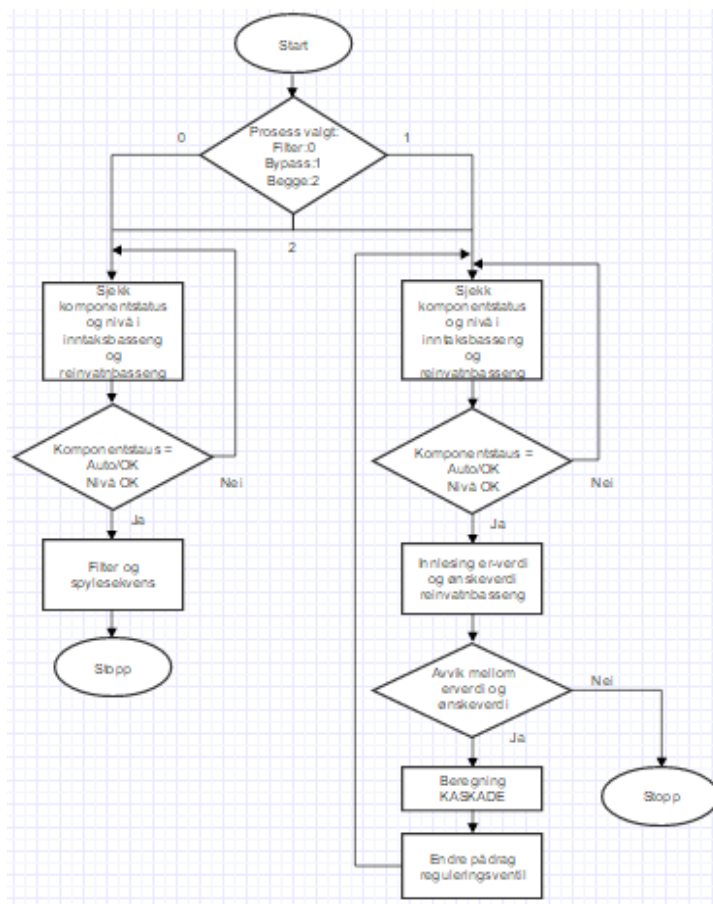 Start
Prosess valgt:
Filter:0
Bypass:1
Begge:2
0
1
2
Sjekk
komponentstatus
og nivå i
inntaksbasseng
og
reinvatnbasseng
Komponentstaus =
Auto/OK
Nivå OK
Nei
Ja
Filter og
spylesekvens
Stopp
Sjekk
komponentstatus
og nivå i
inntaksbasseng
og
reinvatnbasseng
Komponentstaus =
Auto/OK
Nivå OK
Nei
Ja
Innlesing er-verdi
og ønskeverdi
reinvatnbasseng
Avvik mellom
erverdi og
ønskeverdi
Nei
Ja
Beregning
KASKADE
Stopp
Endre pådrag
reguleringsventil